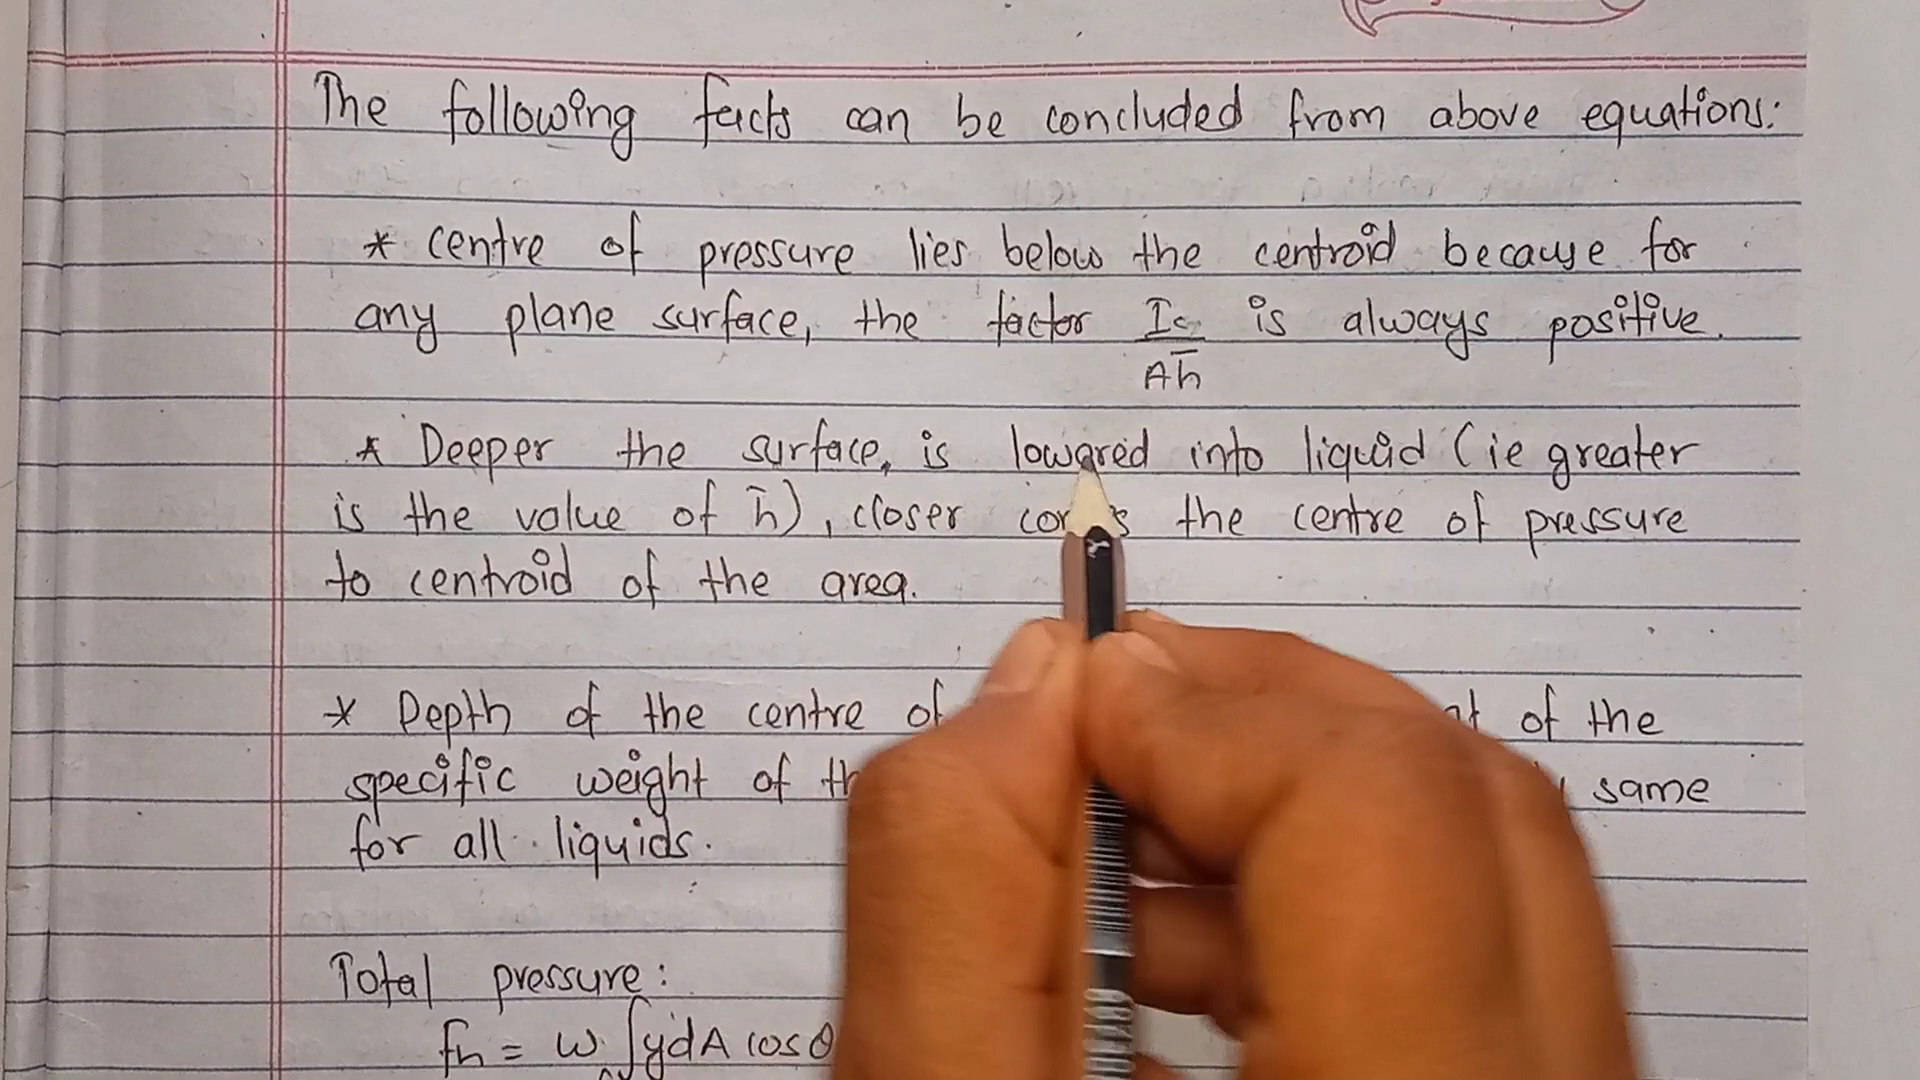 The following facts can be concluded from above equations:
* centre of pressure lies below the centroid because for
any plane surface, the factor Ic/Ah̄ is always positive.
* Deeper the surface, is lowared into liquid (ie greater
is the value of h̄), closer the centre of pressure
to centroid of the area.
* Depth of the centre of of the
specific weight of same
for all liquids.
Total pressure:
fh = w ∫ydA cosθ